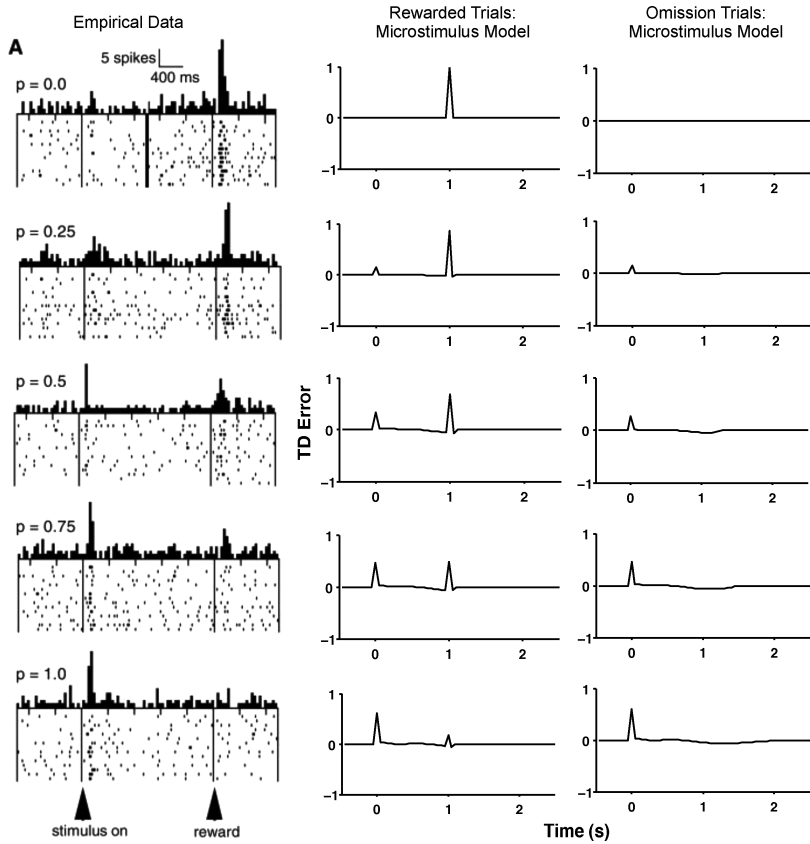 Empirical Data
Rewarded Trials:
Microstimulus Model
Omission Trials:
Microstimulus Model
A
5 spikes
400 ms
p = 0.0
1
0
−1
0 1 2
1
0
−1
0 1 2
p = 0.25
1
0
−1
0 1 2
1
0
−1
0 1 2
p = 0.5
TD Error
1
0
−1
0 1 2
1
0
−1
0 1 2
p = 0.75
1
0
−1
0 1 2
1
0
−1
0 1 2
p = 1.0
1
0
−1
0 1 2
1
0
−1
0 1 2
stimulus on
reward
Time (s)